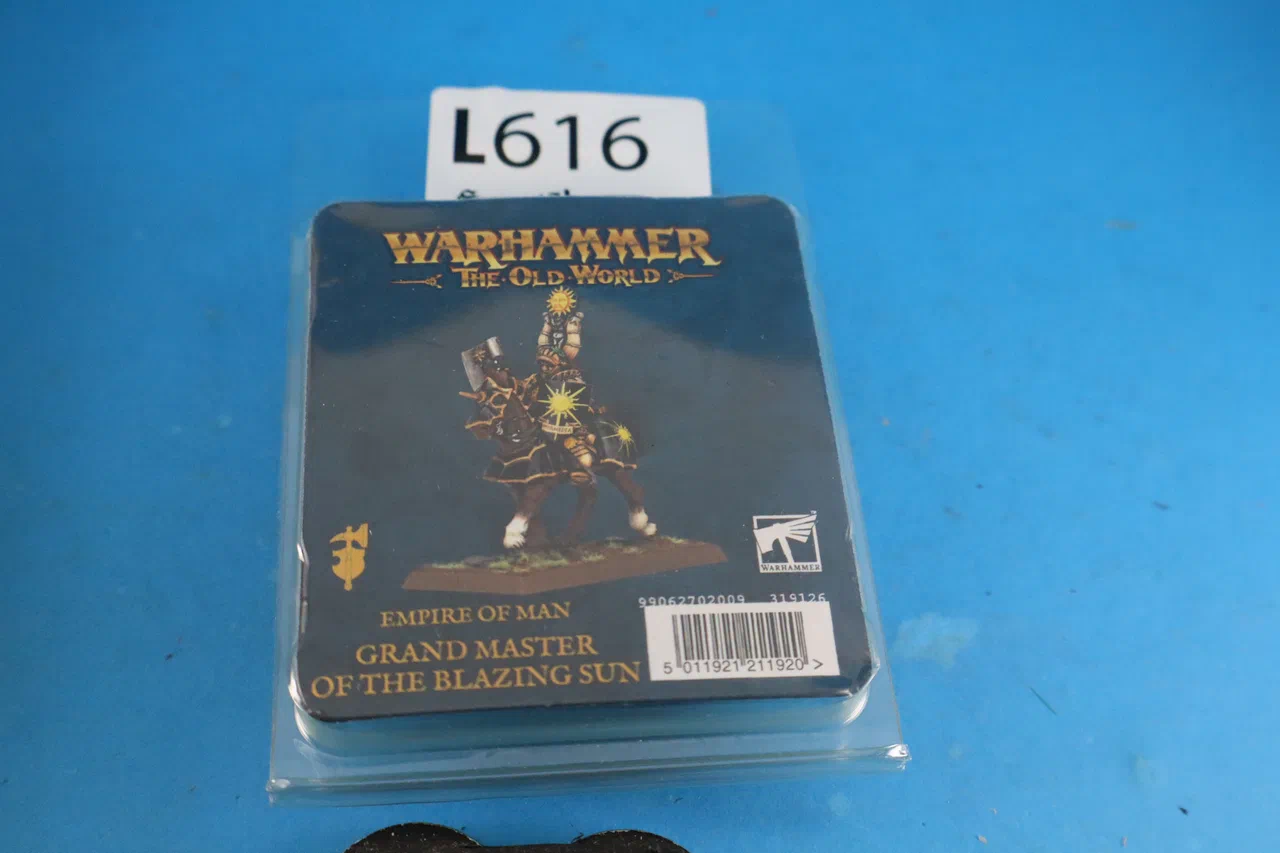 L616
WARHAMMER
THE OLD WORLD
WARHAMMER
99062702009 319126
EMPIRE OF MAN
GRAND MASTER
OF THE BLAZING SUN
5 011921 211920 >